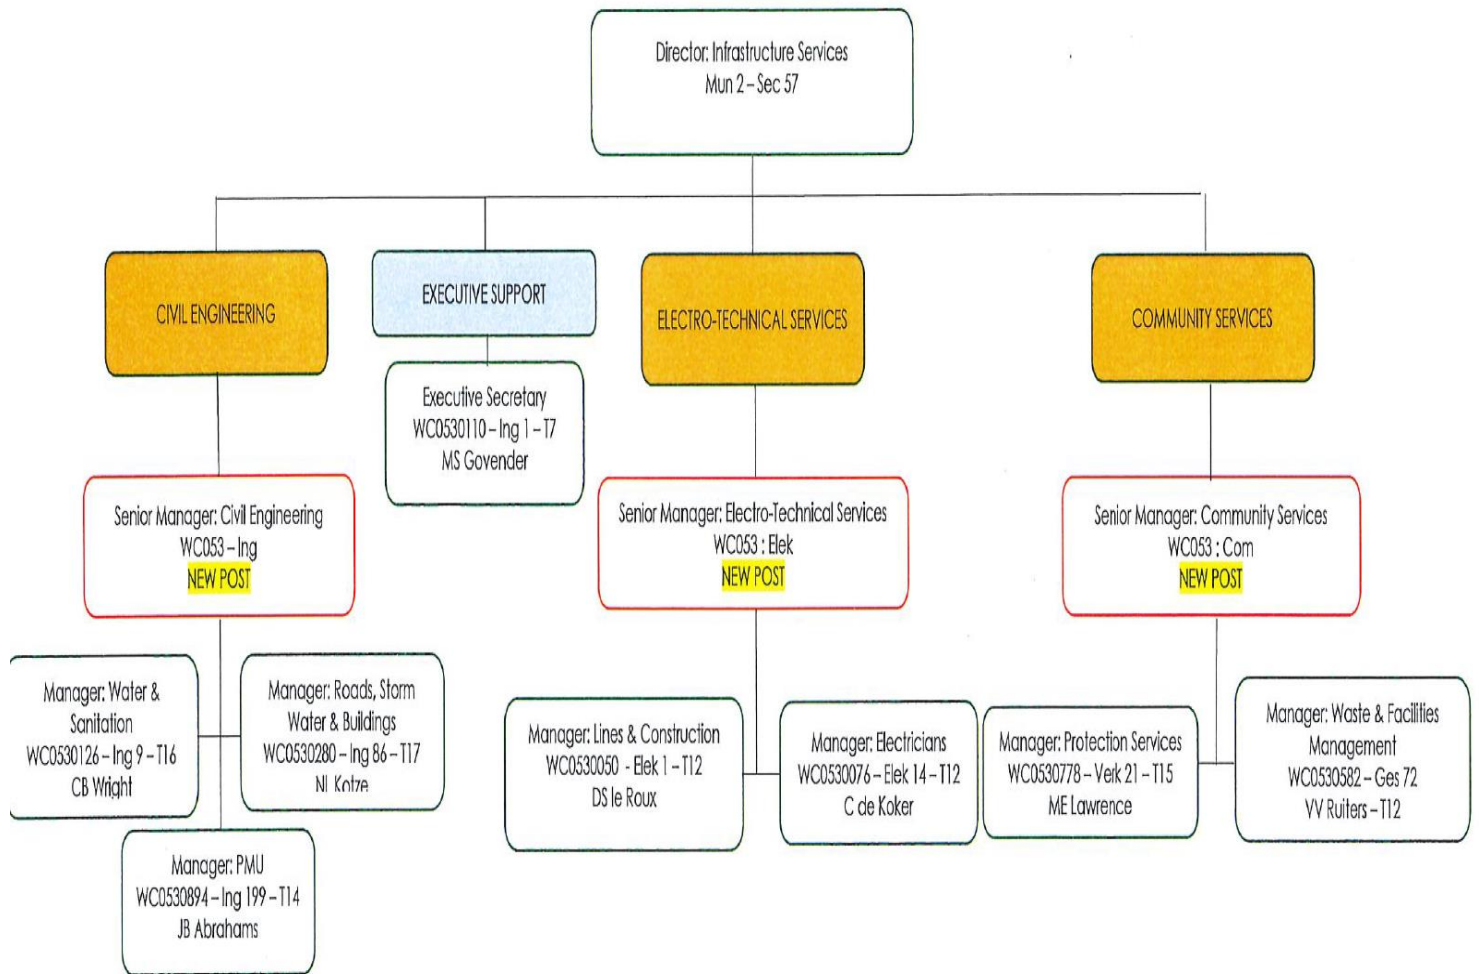 Director: Infrastructure Services
Mun 2 – Sec 57
CIVIL ENGINEERING
EXECUTIVE SUPPORT
ELECTRO-TECHNICAL SERVICES
COMMUNITY SERVICES
Executive Secretary
WC0530110 – Ing 1 – T7
MS Govender
Senior Manager: Civil Engineering
WC053 – Ing
NEW POST
Senior Manager: Electro-Technical Services
WC053 : Elek
NEW POST
Senior Manager: Community Services
WC053 : Com
NEW POST
Manager: Water &
Sanitation
WC0530126 – Ing 9 – T16
CB Wright
Manager: Roads, Storm
Water & Buildings
WC0530280 – Ing 86 – T17
NL Kotze
Manager: PMU
WC0530894 – Ing 199 – T14
JB Abrahams
Manager: Lines & Construction
WC0530050 - Elek 1 – T12
DS le Roux
Manager: Electricians
WC0530076 – Elek 14 – T12
C de Koker
Manager: Protection Services
WC0530778 – Verk 21 – T15
ME Lawrence
Manager: Waste & Facilities
Management
WC0530582 – Ges 72
VV Ruiters – T12